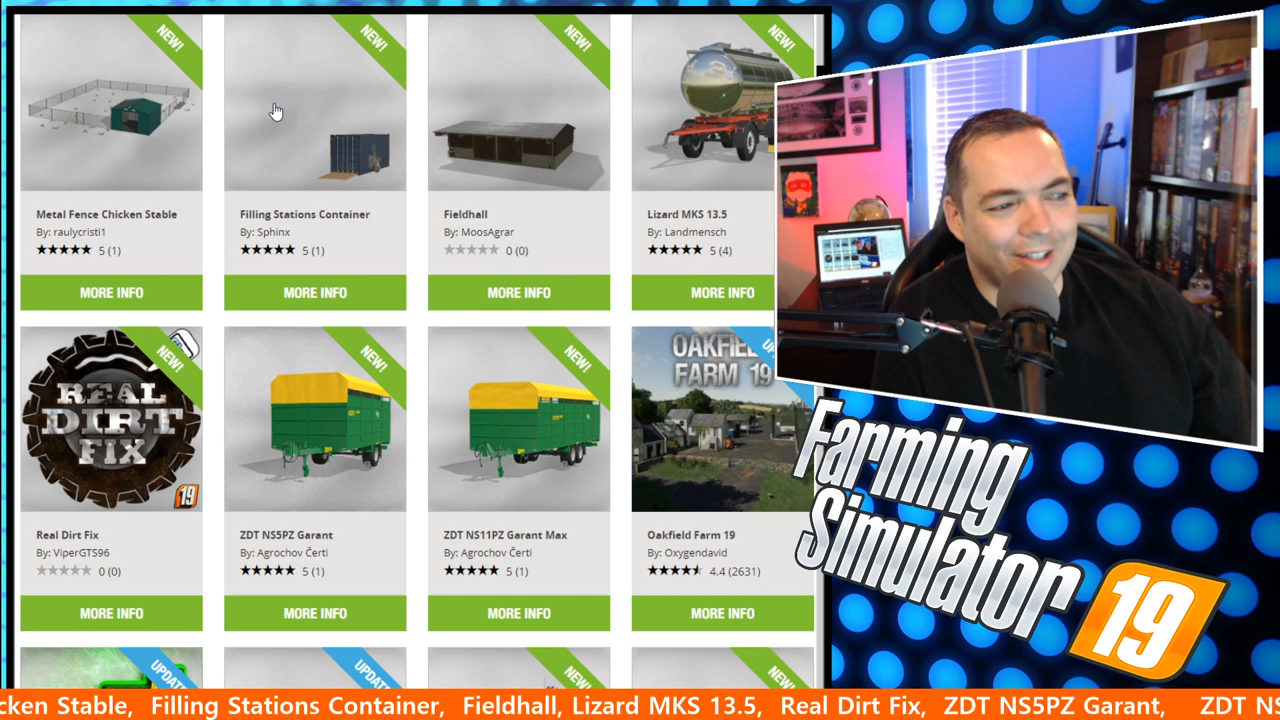 NEW!
NEW!
NEW!
NEW!
Metal Fence Chicken Stable
By: raulycristi1
★★★★★ 5 (1)
MORE INFO
Filling Stations Container
By: Sphinx
★★★★★ 5 (1)
MORE INFO
Fieldhall
By: MoosAgrar
★★★★★ 0 (0)
MORE INFO
Lizard MKS 13.5
By: Landmensch
★★★★★ 5 (4)
MORE INFO
NEW!
REAL
DIRT
FIX
19
NEW!
NEW!
OAKFIEL
FARM 19
UP
Real Dirt Fix
By: ViperGTS96
★★★★★ 0 (0)
MORE INFO
ZDT NS5PZ Garant
By: Agrochov Čerti
★★★★★ 5 (1)
MORE INFO
ZDT NS11PZ Garant Max
By: Agrochov Čerti
★★★★★ 5 (1)
MORE INFO
Oakfield Farm 19
By: Oxygendavid
★★★★★ 4.4 (2631)
MORE INFO
UPDAT
UPDAT
NEW!
NEW!
Farming
Simulator
19
cken Stable, Filling Stations Container, Fieldhall, Lizard MKS 13.5, Real Dirt Fix, ZDT NS5PZ Garant, ZDT NS